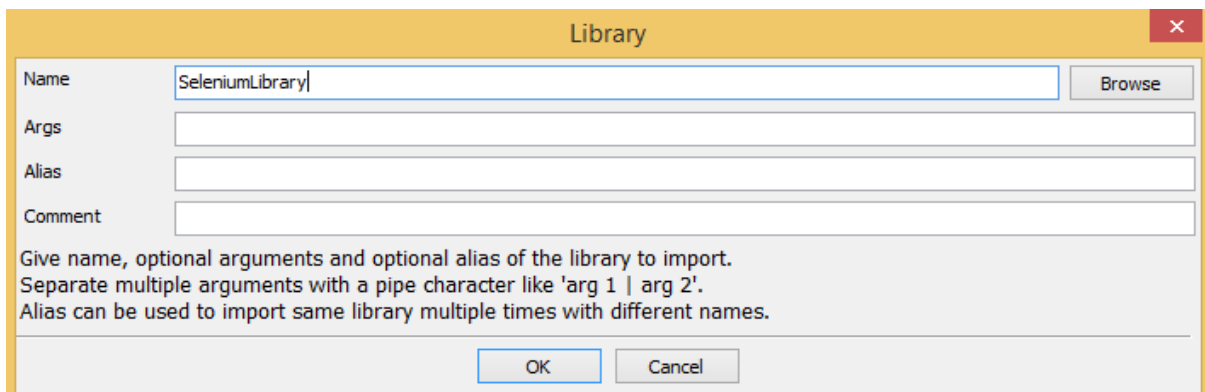 Library
Name SeleniumLibrary Browse
Args
Alias
Comment
Give name, optional arguments and optional alias of the library to import.
Separate multiple arguments with a pipe character like 'arg 1 | arg 2'.
Alias can be used to import same library multiple times with different names.
OK Cancel